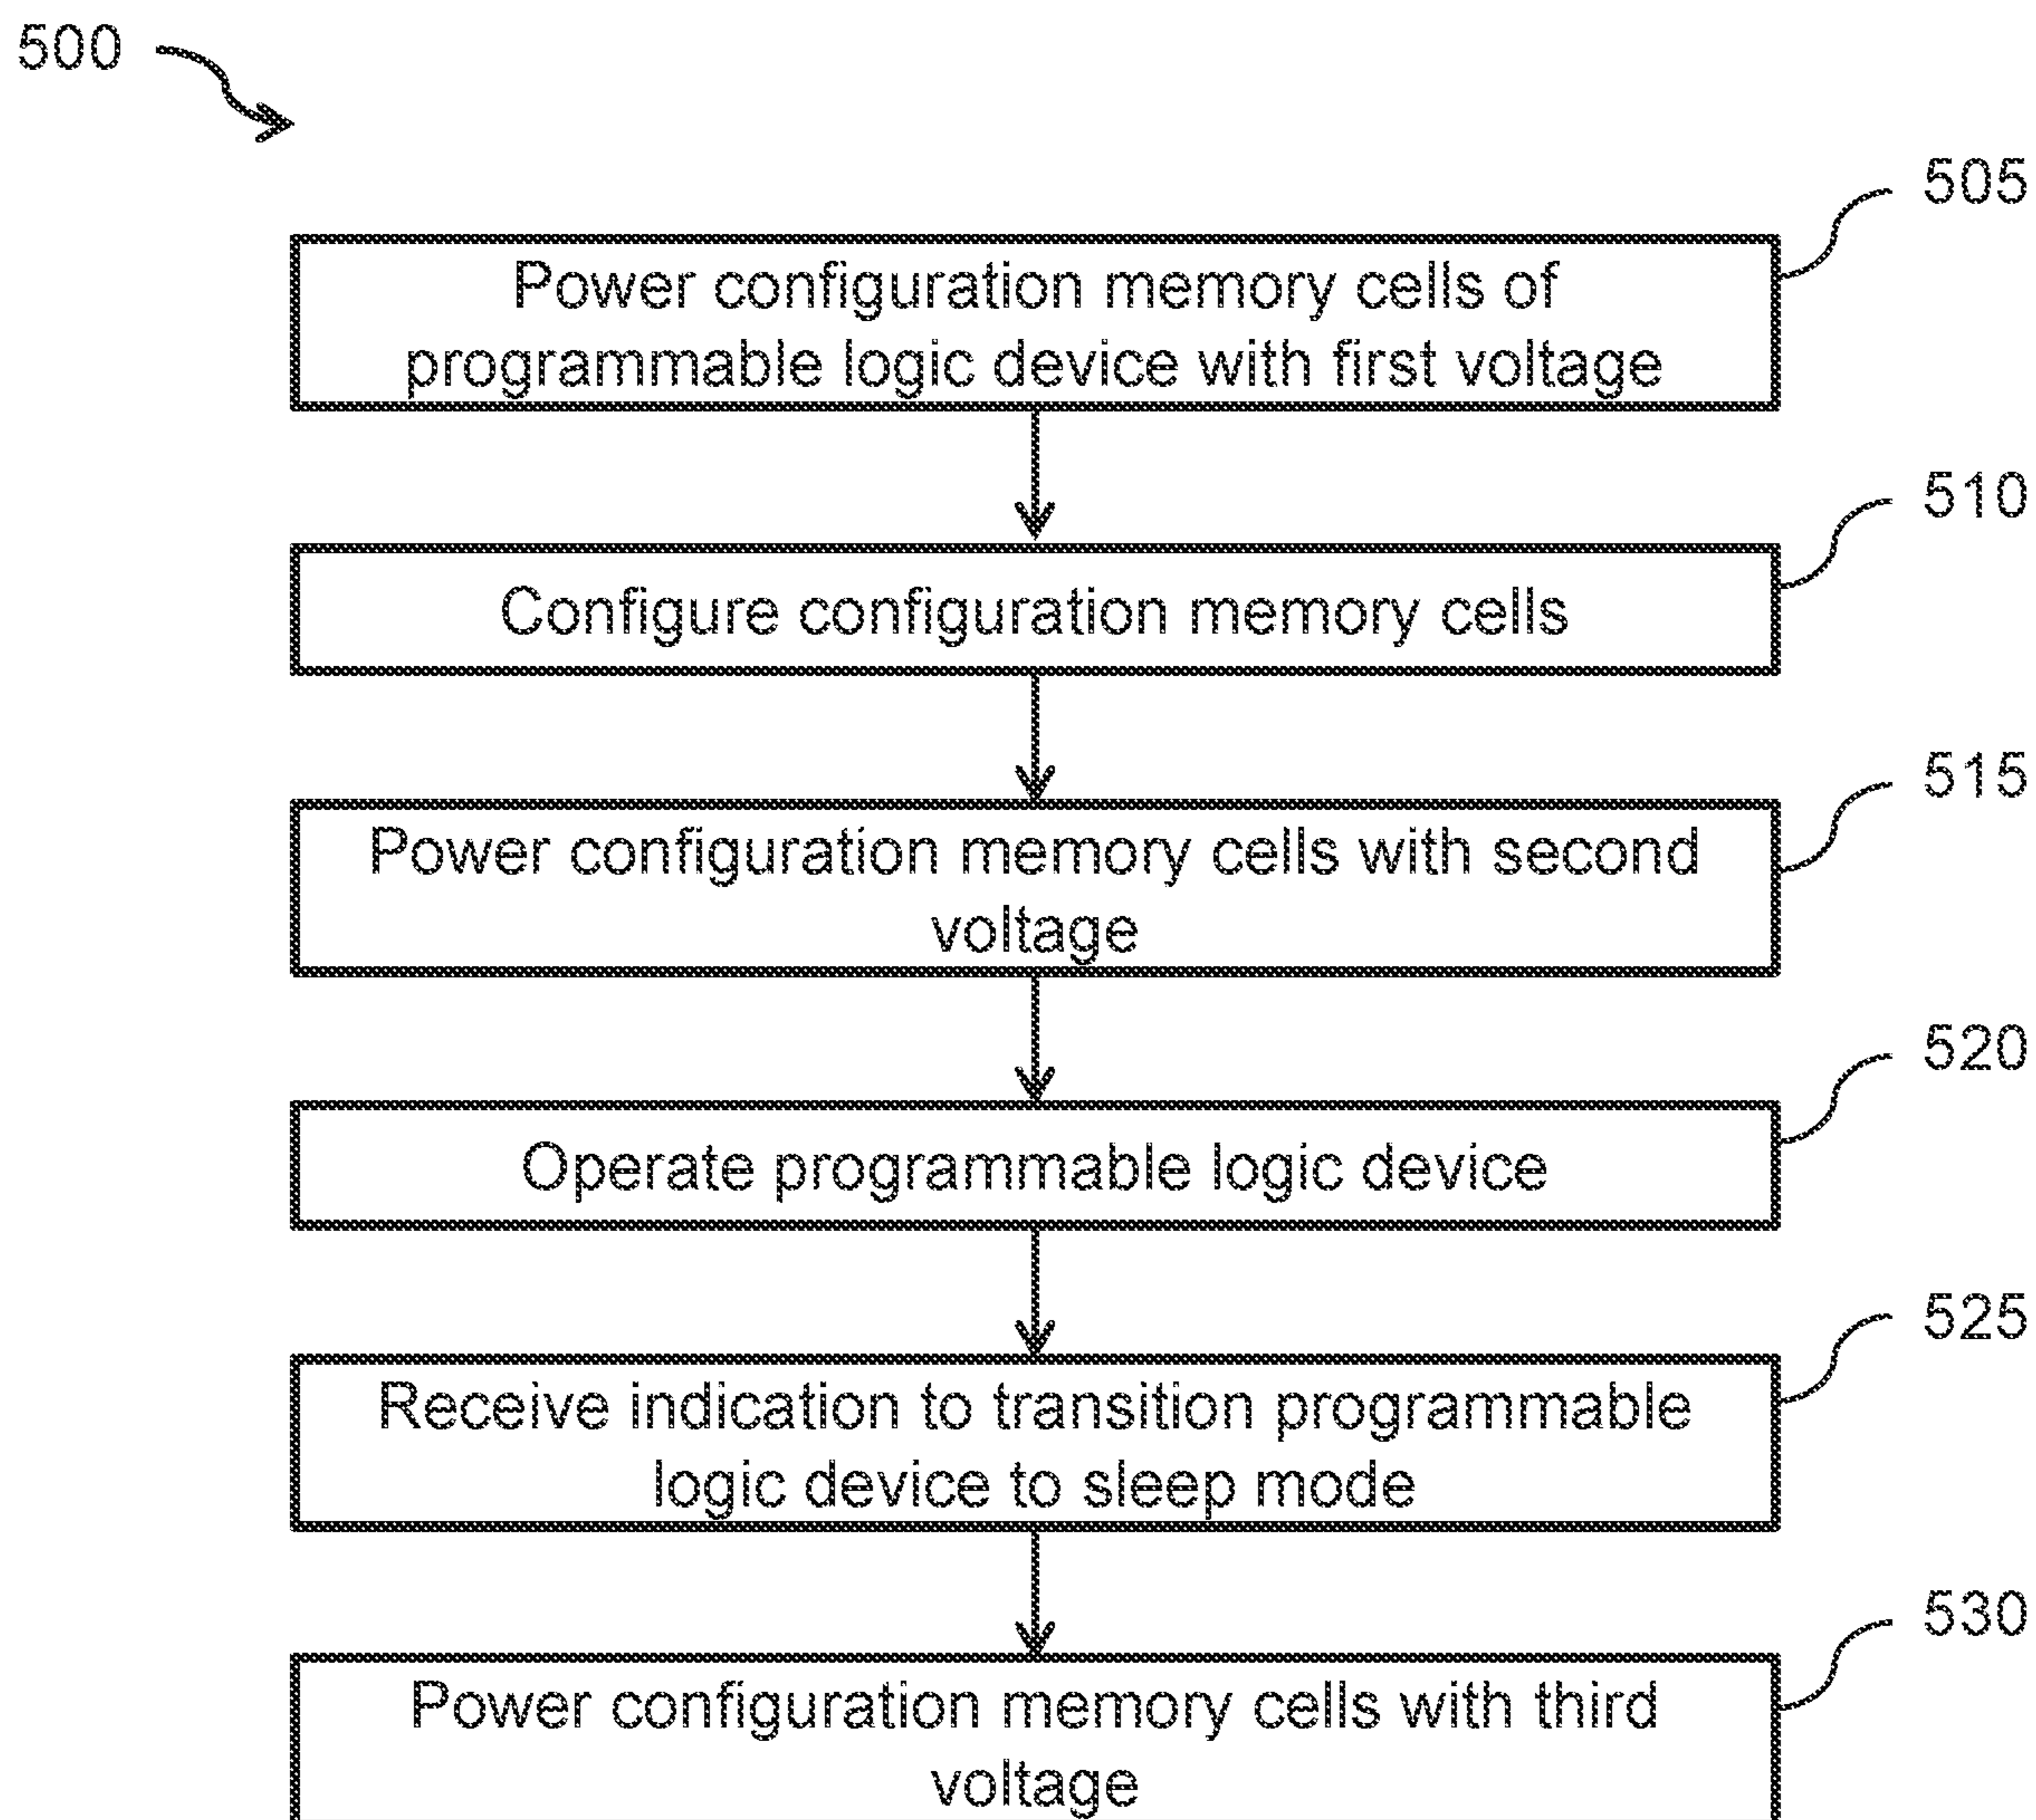 500
505
Power configuration memory cells of
programmable logic device with first voltage
510
Configure configuration memory cells
515
Power configuration memory cells with second
voltage
520
Operate programmable logic device
525
Receive indication to transition programmable
logic device to sleep mode
530
Power configuration memory cells with third
voltage